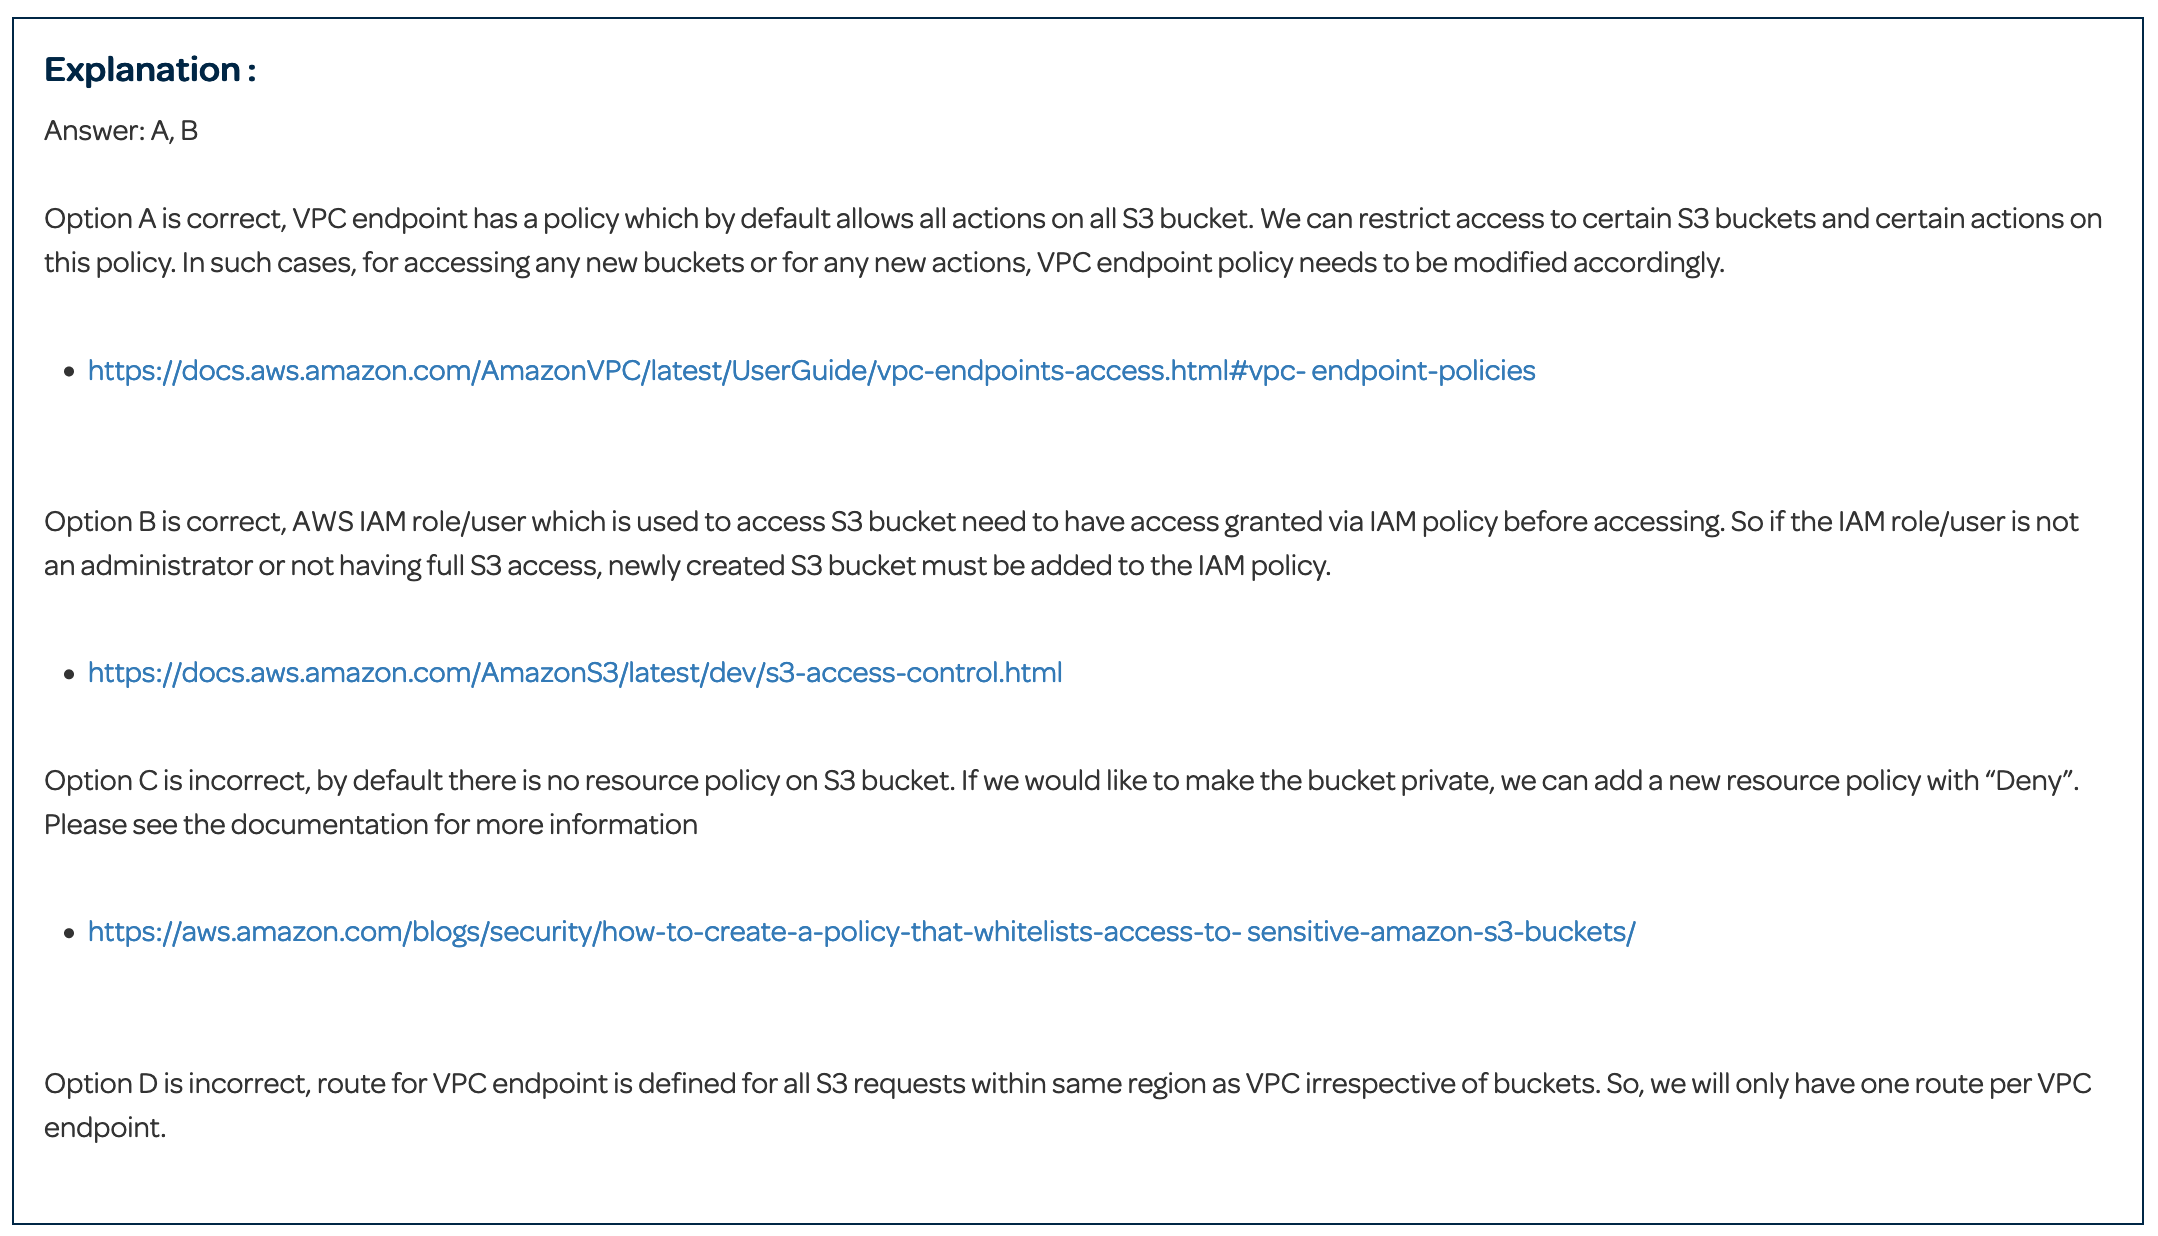 Explanation :
Answer: A, B
Option A is correct, VPC endpoint has a policy which by default allows all actions on all S3 bucket. We can restrict access to certain S3 buckets and certain actions on
this policy. In such cases, for accessing any new buckets or for any new actions, VPC endpoint policy needs to be modified accordingly.
• https://docs.aws.amazon.com/AmazonVPC/latest/UserGuide/vpc-endpoints-access.html#vpc- endpoint-policies
Option B is correct, AWS IAM role/user which is used to access S3 bucket need to have access granted via IAM policy before accessing. So if the IAM role/user is not
an administrator or not having full S3 access, newly created S3 bucket must be added to the IAM policy.
• https://docs.aws.amazon.com/AmazonS3/latest/dev/s3-access-control.html
Option C is incorrect, by default there is no resource policy on S3 bucket. If we would like to make the bucket private, we can add a new resource policy with “Deny”.
Please see the documentation for more information
• https://aws.amazon.com/blogs/security/how-to-create-a-policy-that-whitelists-access-to- sensitive-amazon-s3-buckets/
Option D is incorrect, route for VPC endpoint is defined for all S3 requests within same region as VPC irrespective of buckets. So, we will only have one route per VPC
endpoint.